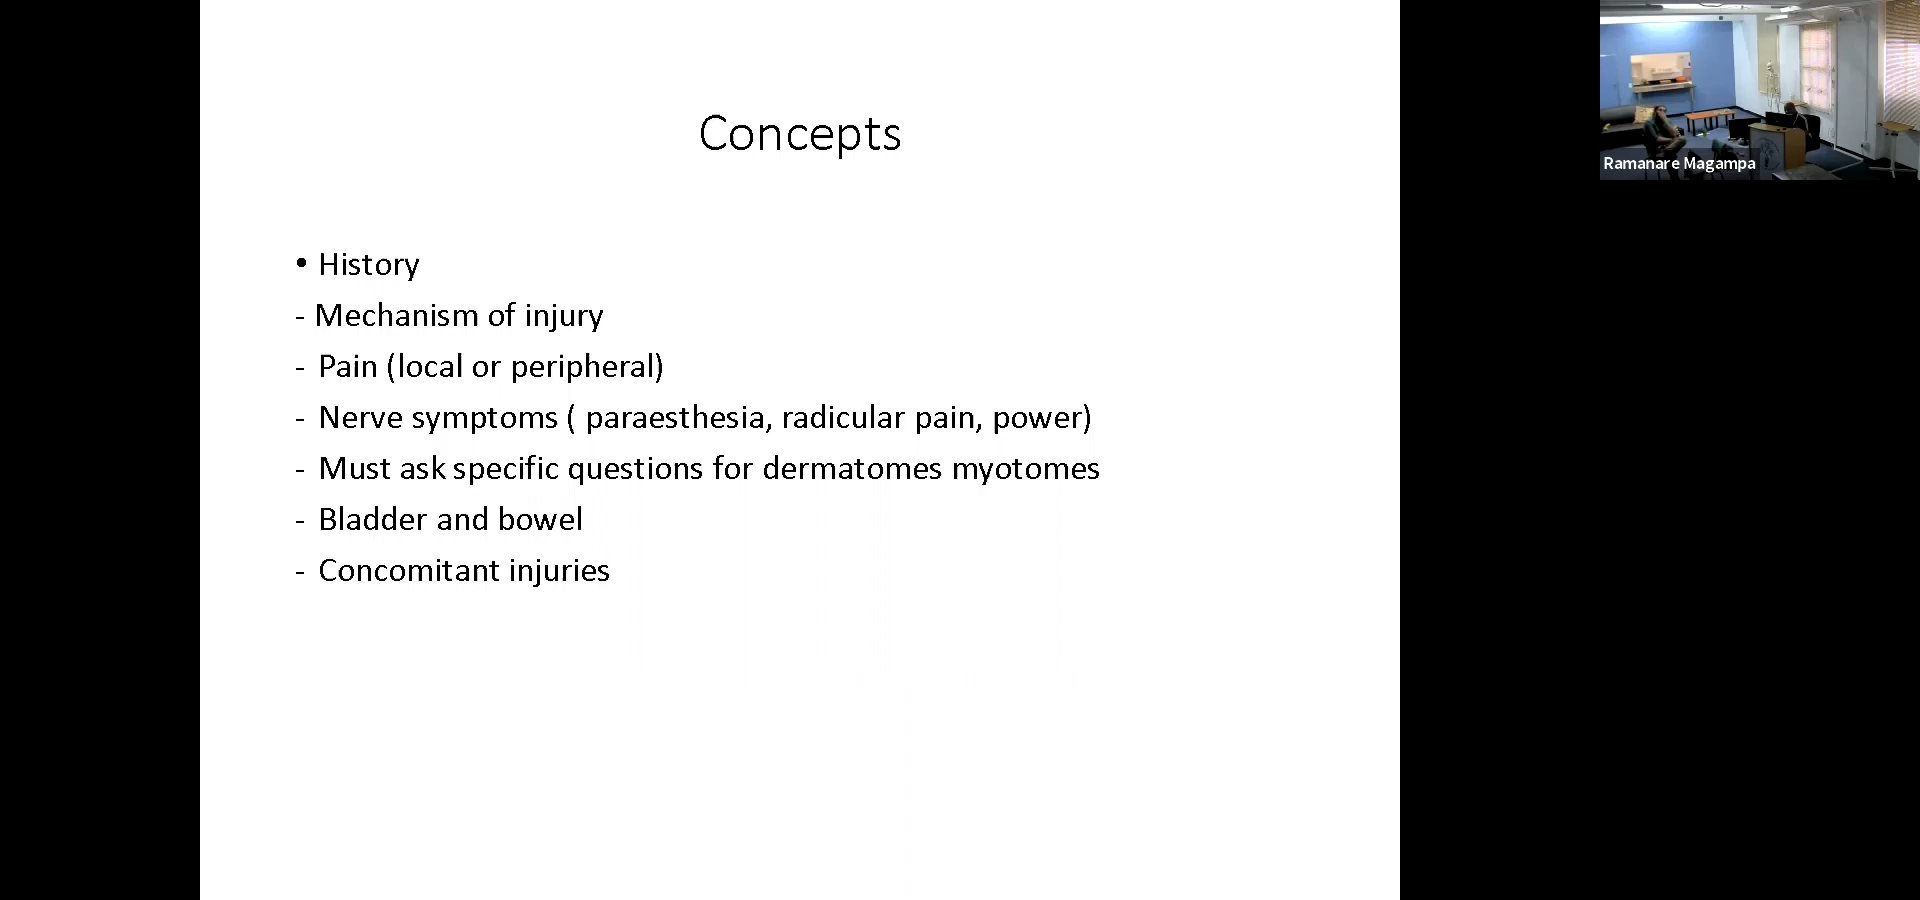 Concepts
• History
- Mechanism of injury
- Pain (local or peripheral)
- Nerve symptoms ( paraesthesia, radicular pain, power)
- Must ask specific questions for dermatomes myotomes
- Bladder and bowel
- Concomitant injuries
Ramanare Magampa